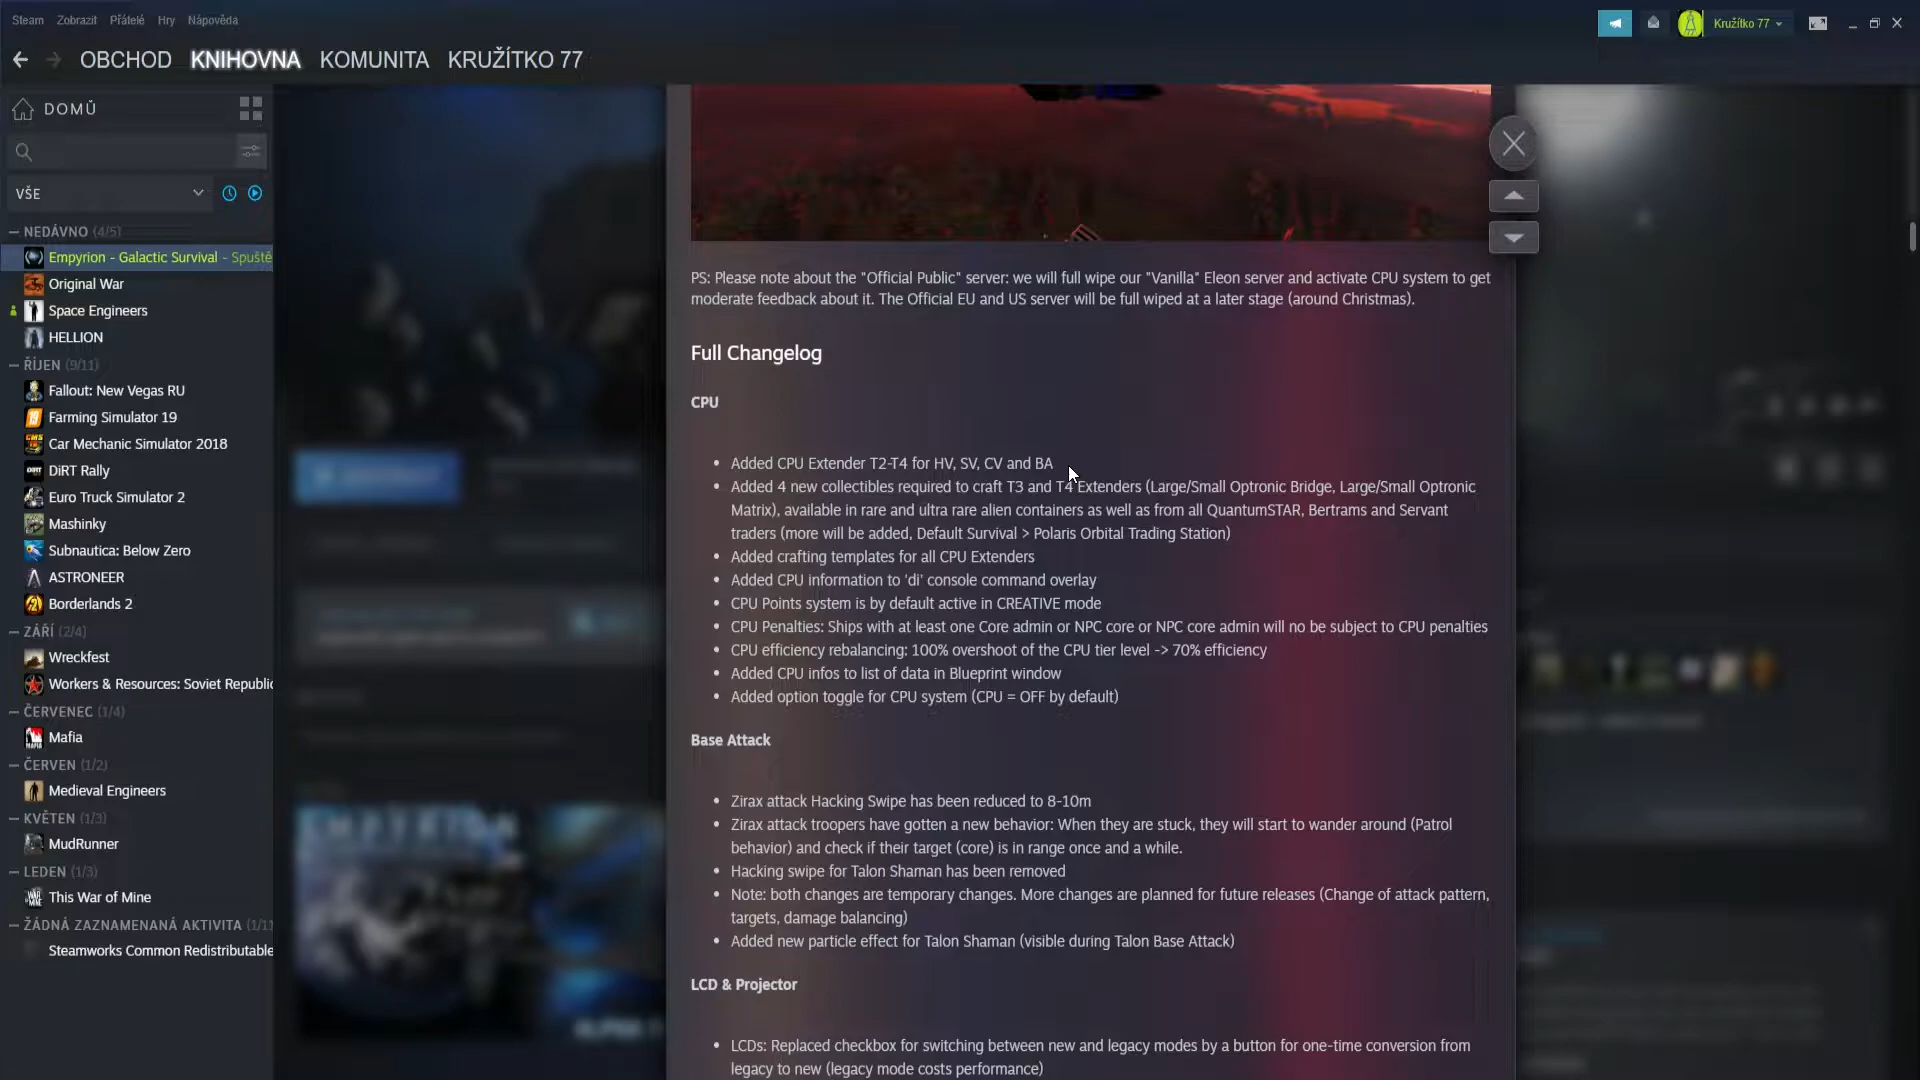 Steam Zobrazit Přátelé Hry Nápověda
Kružítko 77
OBCHOD KNIHOVNA KOMUNITA KRUŽÍTKO 77
DOMŮ
VŠE
— NEDÁVNO (4/5)
Empyrion - Galactic Survival - Spuště
Original War
Space Engineers
HELLION
— ŘÍJEN (9/11)
Fallout: New Vegas RU
Farming Simulator 19
Car Mechanic Simulator 2018
DiRT Rally
Euro Truck Simulator 2
Mashinky
Subnautica: Below Zero
ASTRONEER
Borderlands 2
— ZÁŘÍ (2/4)
Wreckfest
Workers & Resources: Soviet Republic
— ČERVENEC (1/4)
Mafia
— ČERVEN (1/2)
Medieval Engineers
— KVĚTEN (1/3)
MudRunner
— LEDEN (1/3)
This War of Mine
— ŽÁDNÁ ZAZNAMENANÁ AKTIVITA (1/1
Steamworks Common Redistributable
PS: Please note about the "Official Public" server: we will full wipe our "Vanilla" Eleon server and activate CPU system to get
moderate feedback about it. The Official EU and US server will be full wiped at a later stage (around Christmas).
Full Changelog
CPU
• Added CPU Extender T2-T4 for HV, SV, CV and BA
• Added 4 new collectibles required to craft T3 and T4 Extenders (Large/Small Optronic Bridge, Large/Small Optronic
Matrix), available in rare and ultra rare alien containers as well as from all QuantumSTAR, Bertrams and Servant
traders (more will be added, Default Survival > Polaris Orbital Trading Station)
• Added crafting templates for all CPU Extenders
• Added CPU information to 'di' console command overlay
• CPU Points system is by default active in CREATIVE mode
• CPU Penalties: Ships with at least one Core admin or NPC core or NPC core admin will no be subject to CPU penalties
• CPU efficiency rebalancing: 100% overshoot of the CPU tier level -> 70% efficiency
• Added CPU infos to list of data in Blueprint window
• Added option toggle for CPU system (CPU = OFF by default)
Base Attack
• Zirax attack Hacking Swipe has been reduced to 8-10m
• Zirax attack troopers have gotten a new behavior: When they are stuck, they will start to wander around (Patrol
behavior) and check if their target (core) is in range once and a while.
• Hacking swipe for Talon Shaman has been removed
• Note: both changes are temporary changes. More changes are planned for future releases (Change of attack pattern,
targets, damage balancing)
• Added new particle effect for Talon Shaman (visible during Talon Base Attack)
LCD & Projector
• LCDs: Replaced checkbox for switching between new and legacy modes by a button for one-time conversion from
legacy to new (legacy mode costs performance)
EMPYRION
ALPHA